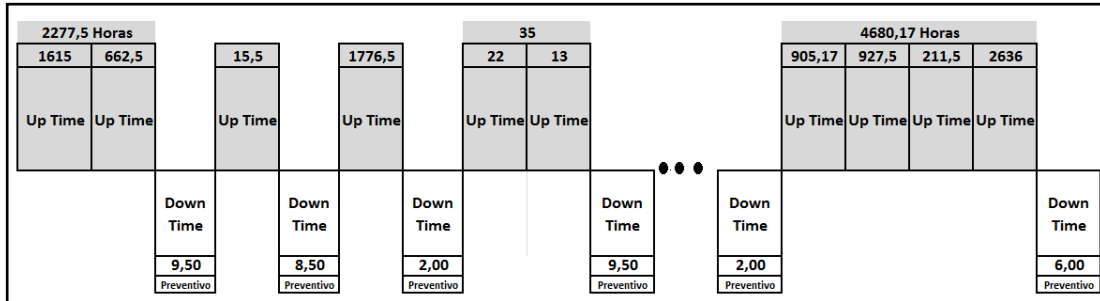 2277,5 Horas 35 4680,17 Horas
1615 662,5 15,5 1776,5 22 13 905,17 927,5 211,5 2636
Up Time Up Time Up Time Up Time Up Time Up Time Up Time Up Time Up Time Up Time
Down Down Down Down Down Down
Time Time Time Time Time Time
9,50 8,50 2,00 9,50 2,00 6,00
Preventivo Preventivo Preventivo Preventivo Preventivo Preventivo